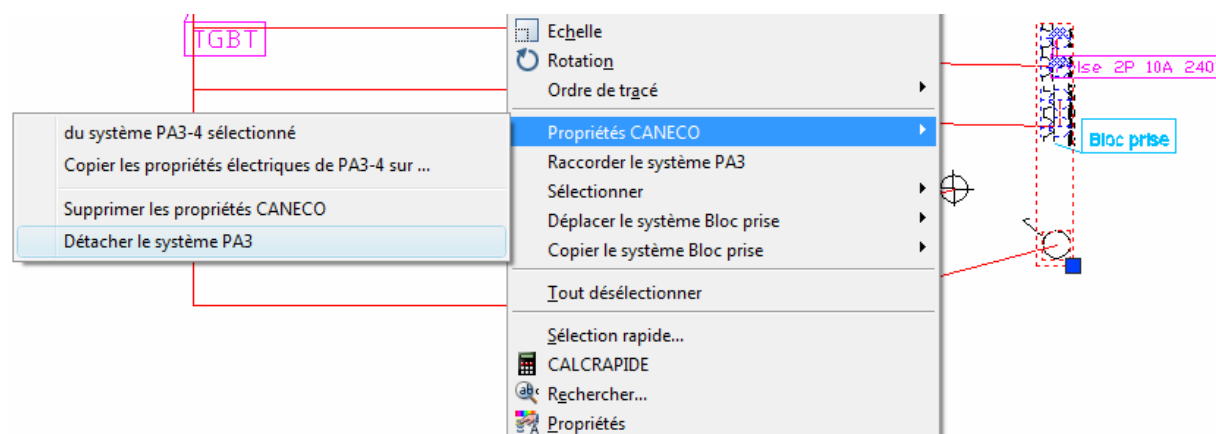 TGBT
Echelle
Rotation
Ordre de tracé
Propriétés CANECO
Raccorder le système PA3
Sélectionner
Déplacer le système Bloc prise
Copier le système Bloc prise
Tout désélectionner
Sélection rapide...
CALCRAPIDE
Rechercher...
Propriétés
du système PA3-4 sélectionné
Copier les propriétés électriques de PA3-4 sur ...
Supprimer les propriétés CANECO
Détacher le système PA3
2P 10A 240
Bloc prise